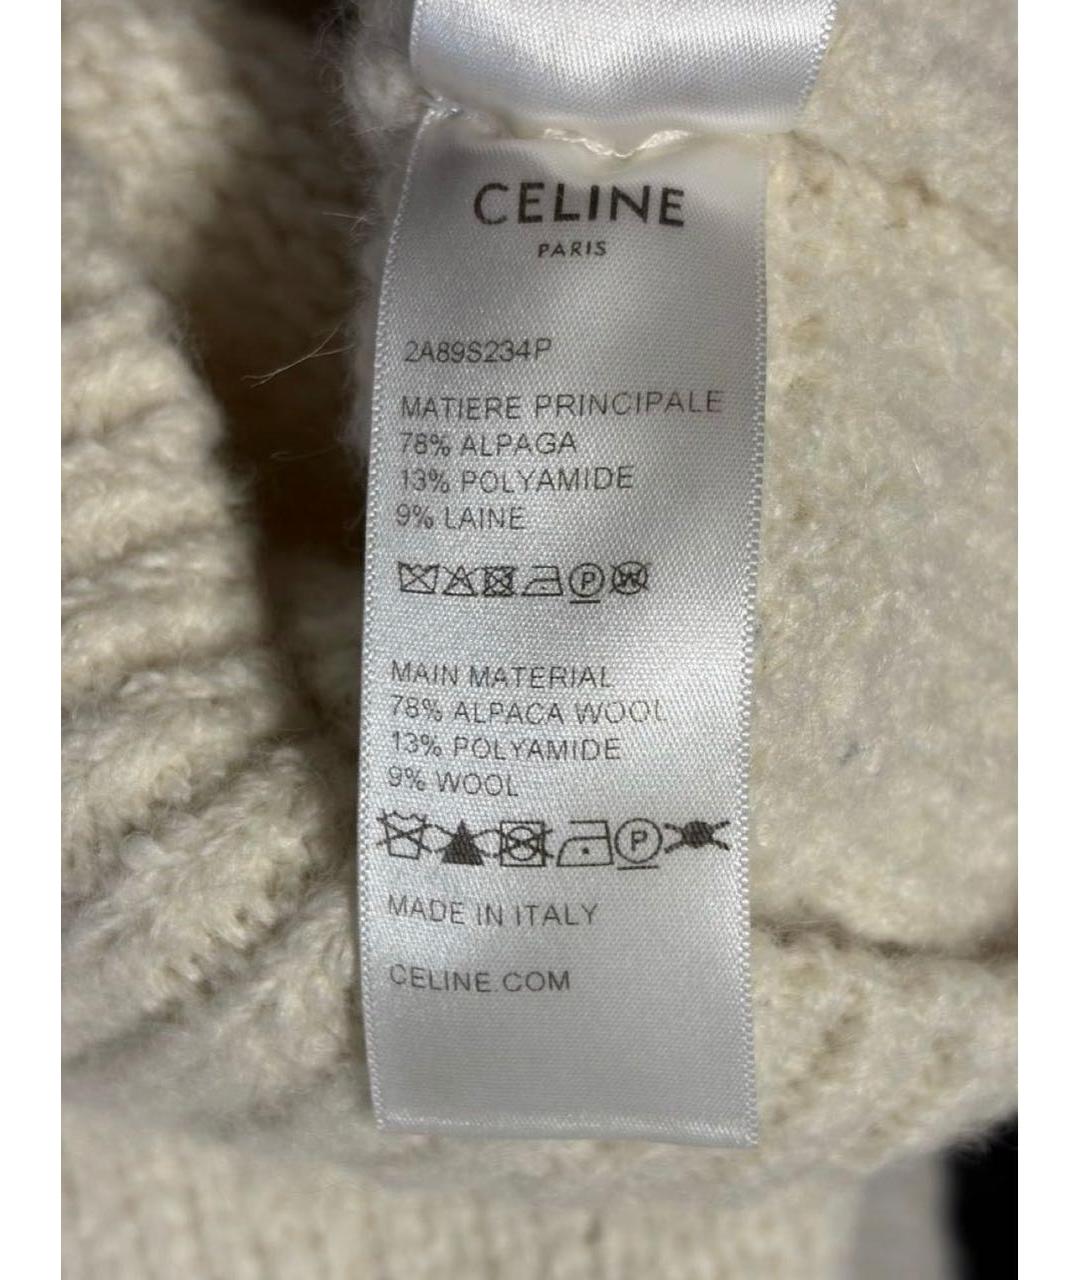 CELINE
PARIS
2A89S234P
MATIERE PRINCIPALE
78% ALPAGA
13% POLYAMIDE
9% LAINE
P W
MAIN MATERIAL
78% ALPACA WOOL
13% POLYAMIDE
9% WOOL
P
MADE IN ITALY
CELINE.COM